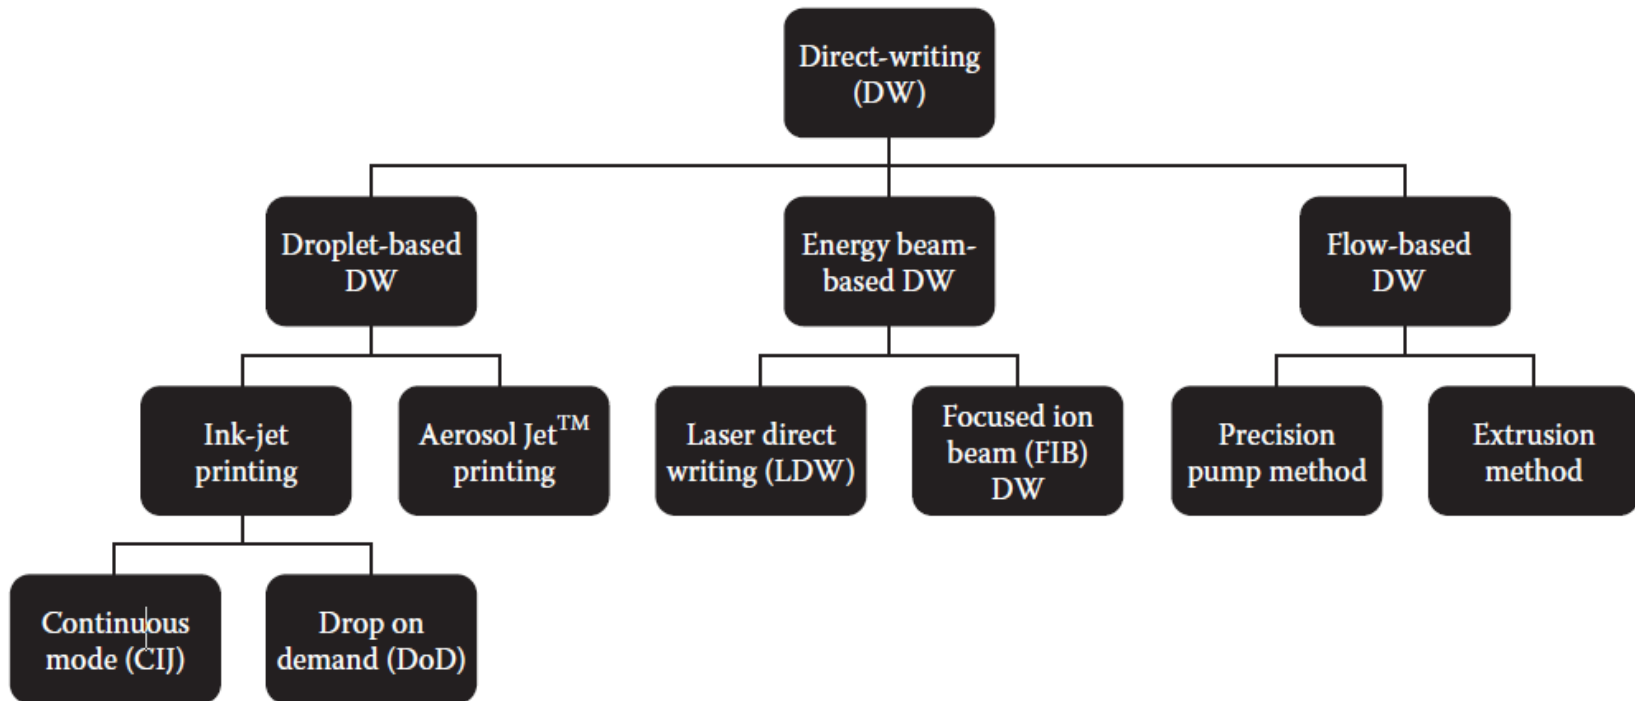 Direct-writing
(DW)
Droplet-based
DW
Energy beam-
based DW
Flow-based
DW
Ink-jet
printing
Aerosol Jet™
printing
Laser direct
writing (LDW)
Focused ion
beam (FIB)
DW
Precision
pump method
Extrusion
method
Continuous
mode (CIJ)
Drop on
demand (DoD)